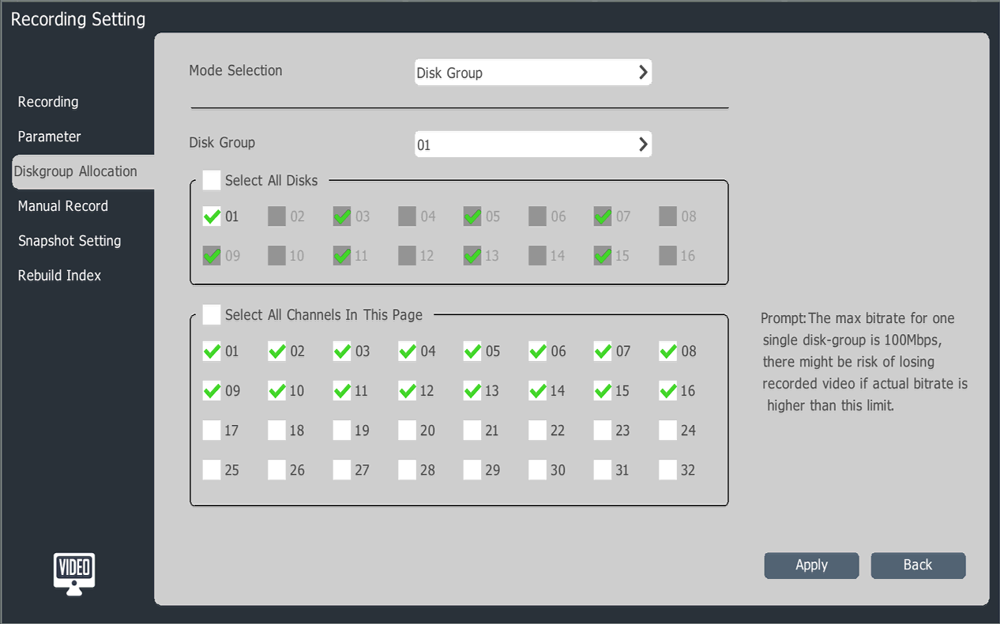 Recording Setting
Mode Selection
Disk Group
Recording
Parameter
Diskgroup Allocation
Manual Record
Snapshot Setting
Rebuild Index
Disk Group
01
Select All Disks
01 02 03 04 05 06 07 08
09 10 11 12 13 14 15 16
Select All Channels In This Page
01 02 03 04 05 06 07 08
09 10 11 12 13 14 15 16
17 18 19 20 21 22 23 24
25 26 27 28 29 30 31 32
Prompt:The max bitrate for one
single disk-group is 100Mbps,
there might be risk of losing
recorded video if actual bitrate is
higher than this limit.
VIDEO
Apply
Back